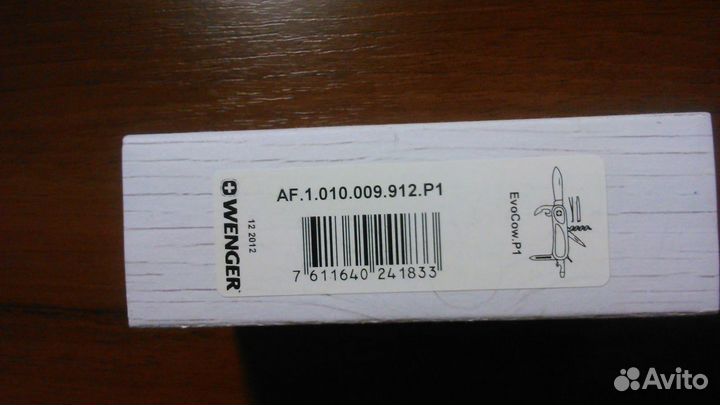 AF.1.010.009.912.P1
WENGER
12 2012
7 611640 241833
EvoCow.P1
Avito